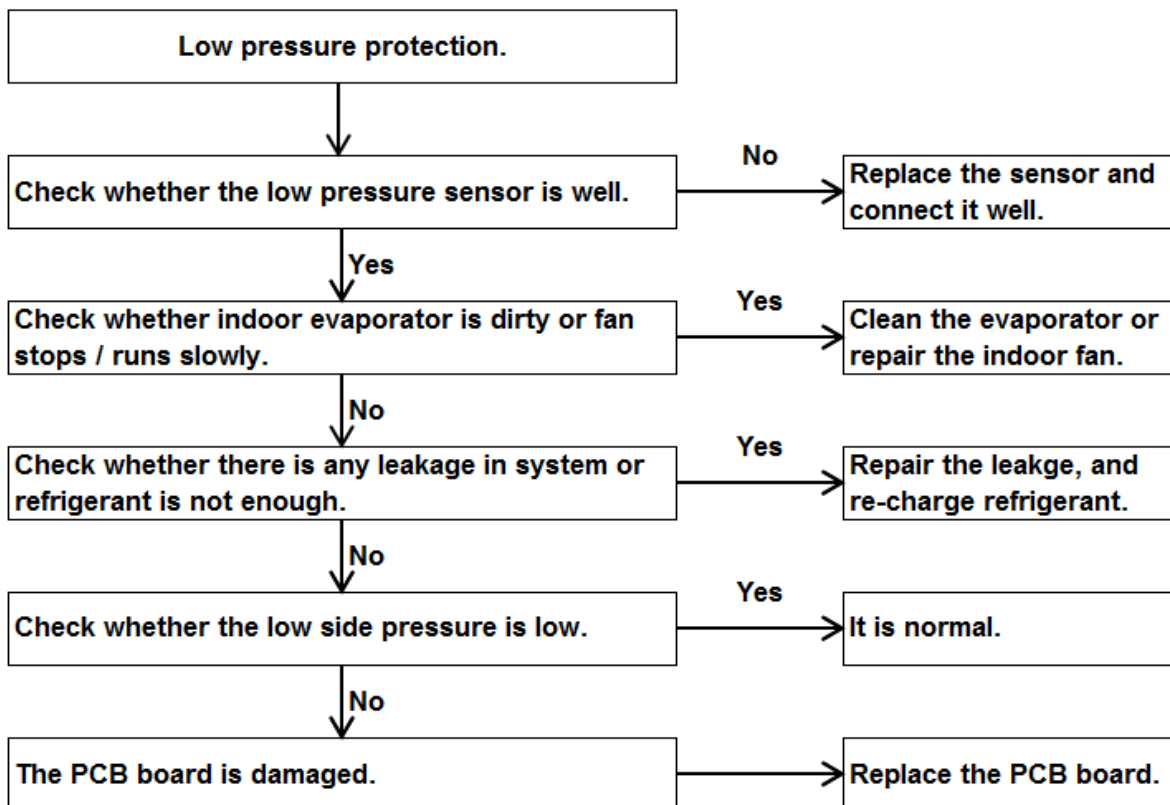 Low pressure protection.
No
Check whether the low pressure sensor is well.
Replace the sensor and
connect it well.
Yes
Check whether indoor evaporator is dirty or fan
stops / runs slowly.
Yes
Clean the evaporator or
repair the indoor fan.
No
Check whether there is any leakage in system or
refrigerant is not enough.
Yes
Repair the leakge, and
re-charge refrigerant.
No
Check whether the low side pressure is low.
Yes
It is normal.
No
The PCB board is damaged.
Replace the PCB board.